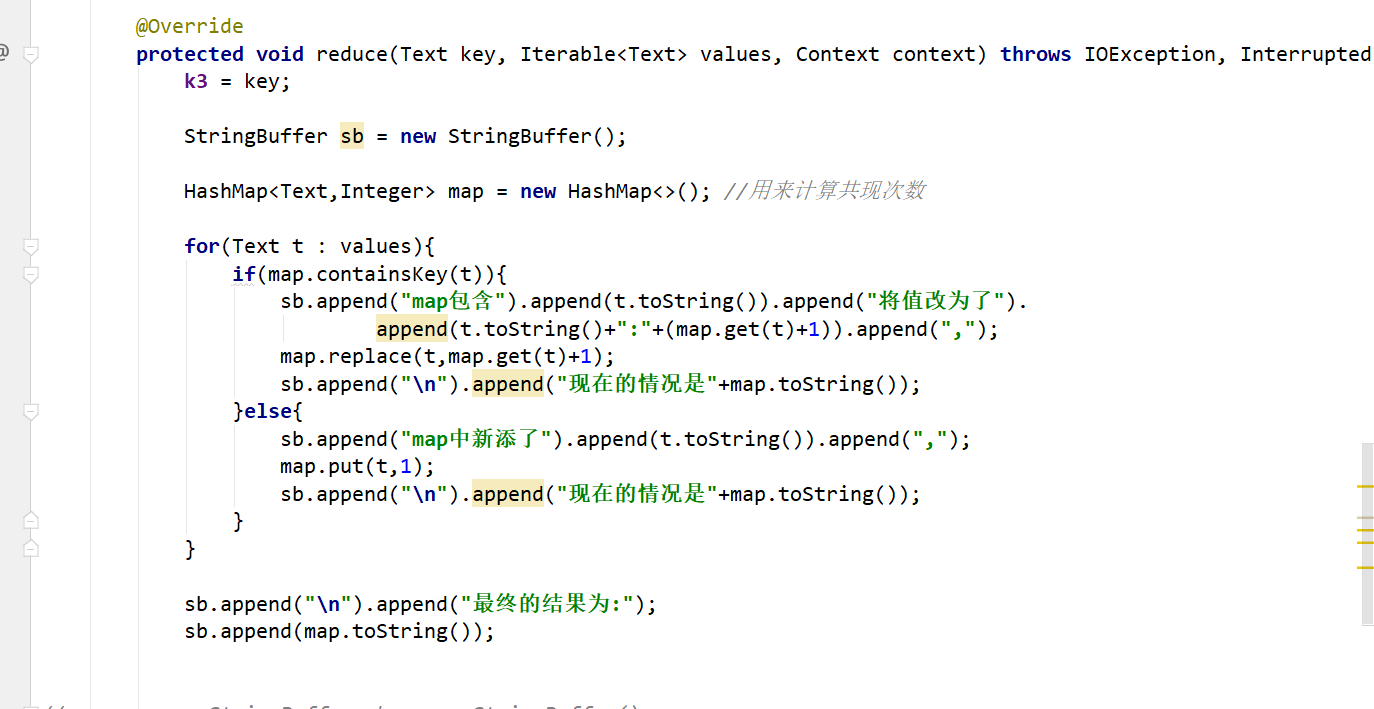 @Override
@ protected void reduce(Text key, Iterable<Text> values, Context context) throws IOException, Interrupted
k3 = key;
StringBuffer sb = new StringBuffer();
HashMap<Text,Integer> map = new HashMap<>(); //用来计算共现次数
for(Text t : values){
if(map.containsKey(t)){
sb.append("map包含").append(t.toString()).append("将值改为了").
append(t.toString()+":"+(map.get(t)+1)).append(",");
map.replace(t,map.get(t)+1);
sb.append("\n").append("现在的情况是"+map.toString());
}else{
sb.append("map中新添了").append(t.toString()).append(",");
map.put(t,1);
sb.append("\n").append("现在的情况是"+map.toString());
}
}
sb.append("\n").append("最终的结果为:");
sb.append(map.toString());